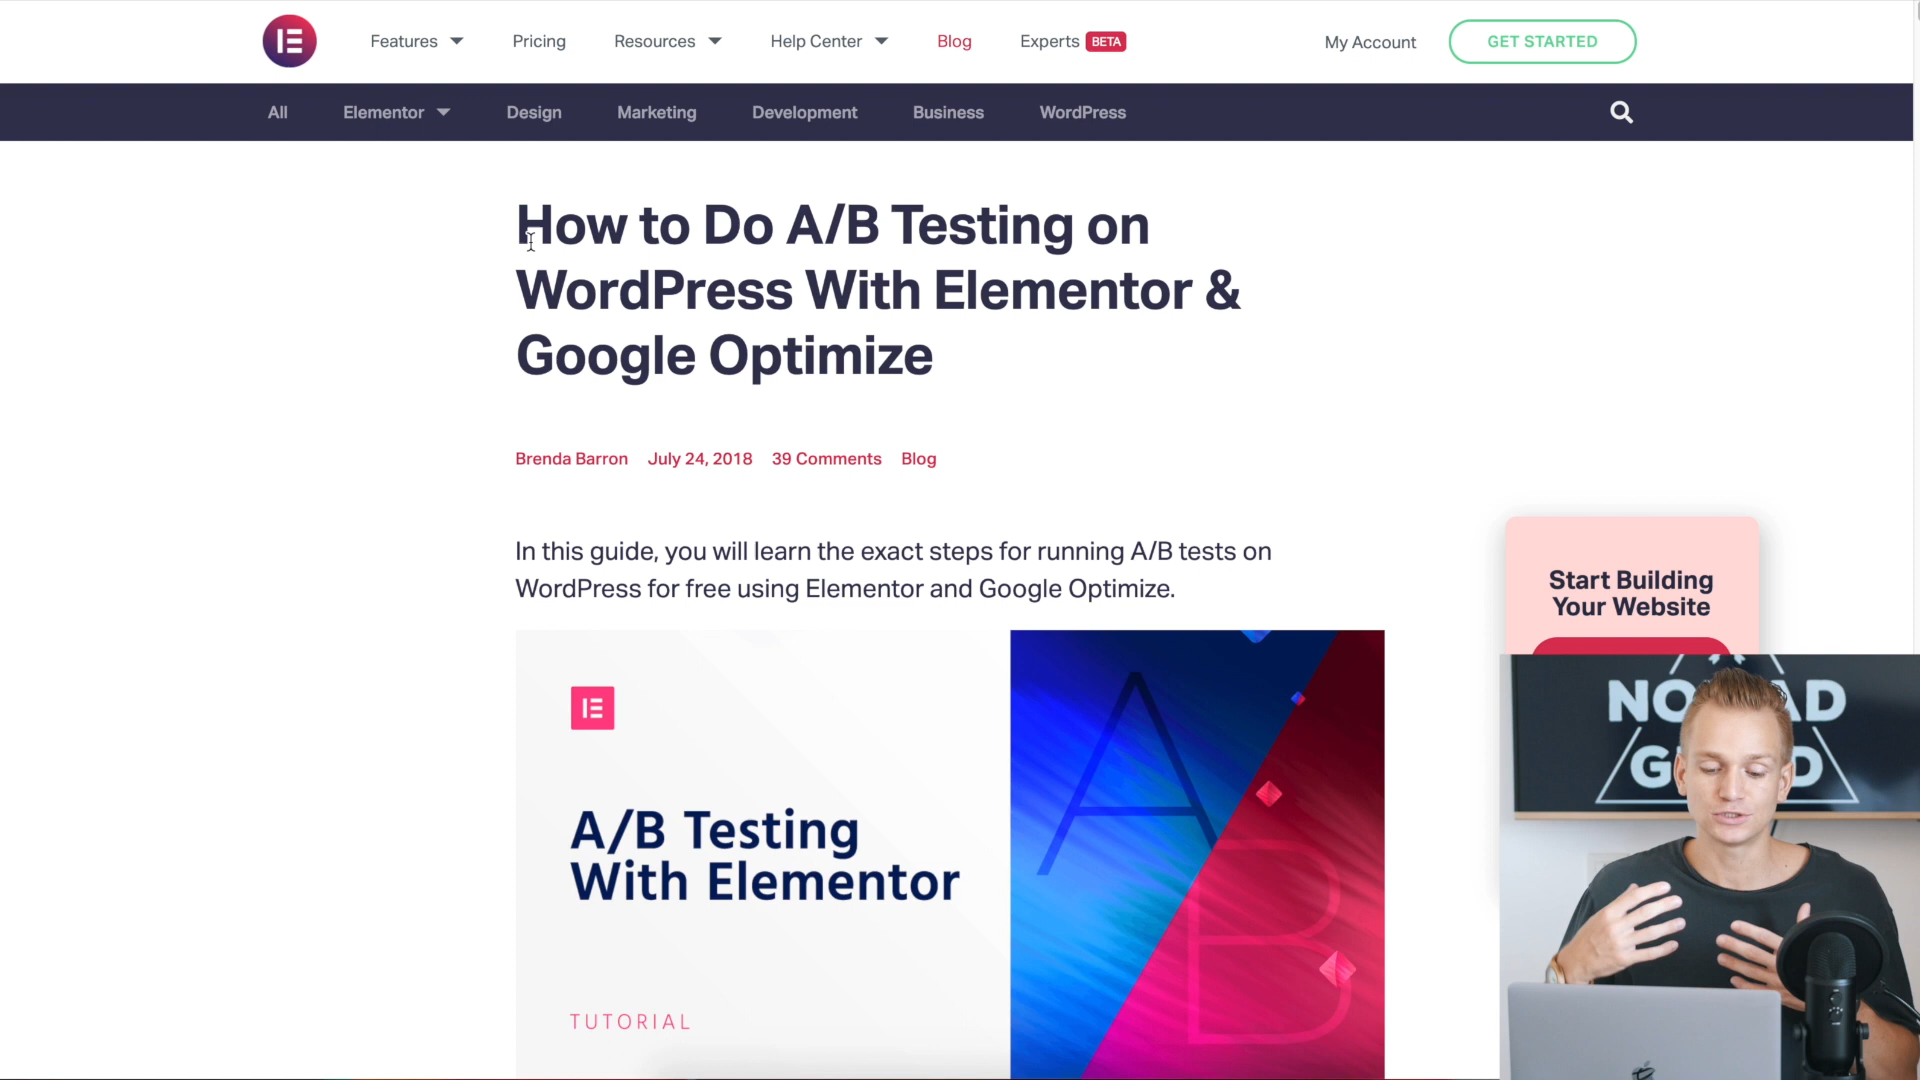 Features
Pricing
Resources
Help Center
Blog
Experts BETA
My Account
GET STARTED
All
Elementor
Design
Marketing
Development
Business
WordPress
How to Do A/B Testing on
WordPress With Elementor &
Google Optimize
Brenda Barron July 24, 2018 39 Comments Blog
In this guide, you will learn the exact steps for running A/B tests on
WordPress for free using Elementor and Google Optimize.
Start Building
Your Website
A/B Testing
With Elementor
TUTORIAL
A
B